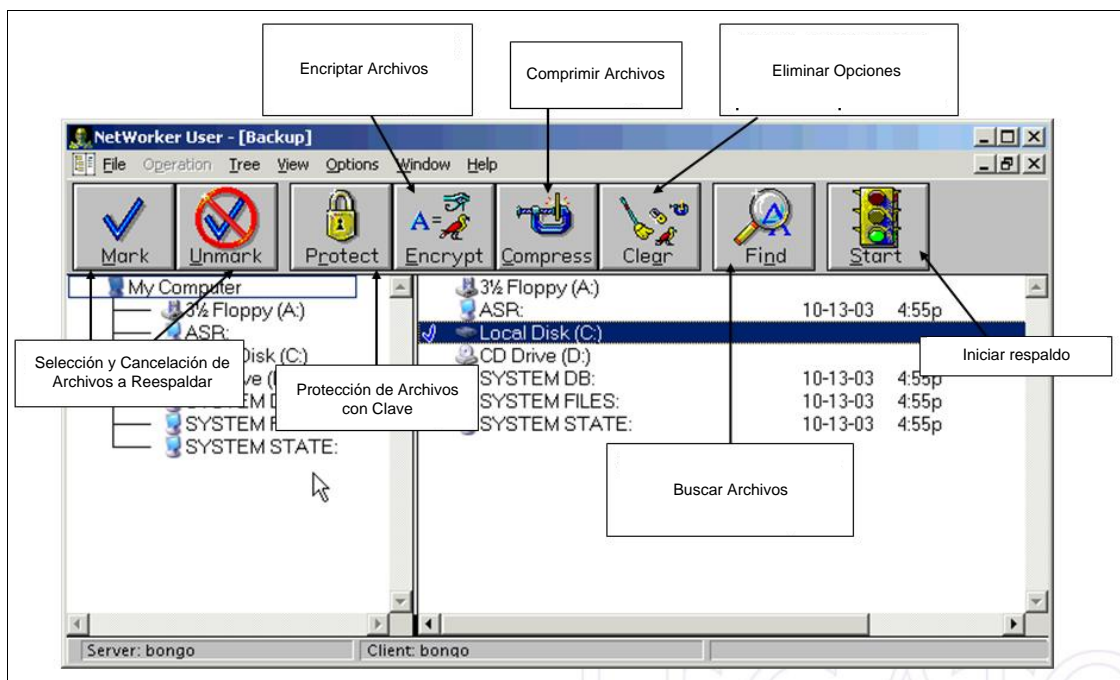 Encriptar Archivos
Comprimir Archivos
Eliminar Opciones
NetWorker User - [Backup]
File Operation Tree View Options Window Help
Mark Unmark Protect Encrypt Compress Clear Find Start
My Computer
3½ Floppy (A:)
ASR:
Disk (C:)
SYSTEM STATE:
3½ Floppy (A:)
ASR: 10-13-03 4:55p
Local Disk (C:)
CD Drive (D:)
SYSTEM DB: 10-13-03 4:55p
SYSTEM FILES: 10-13-03 4:55p
SYSTEM STATE: 10-13-03 4:55p
Selección y Cancelación de
Archivos a Reespaldar
Protección de Archivos
con Clave
Iniciar respaldo
Buscar Archivos
Server: bongo Client: bongo